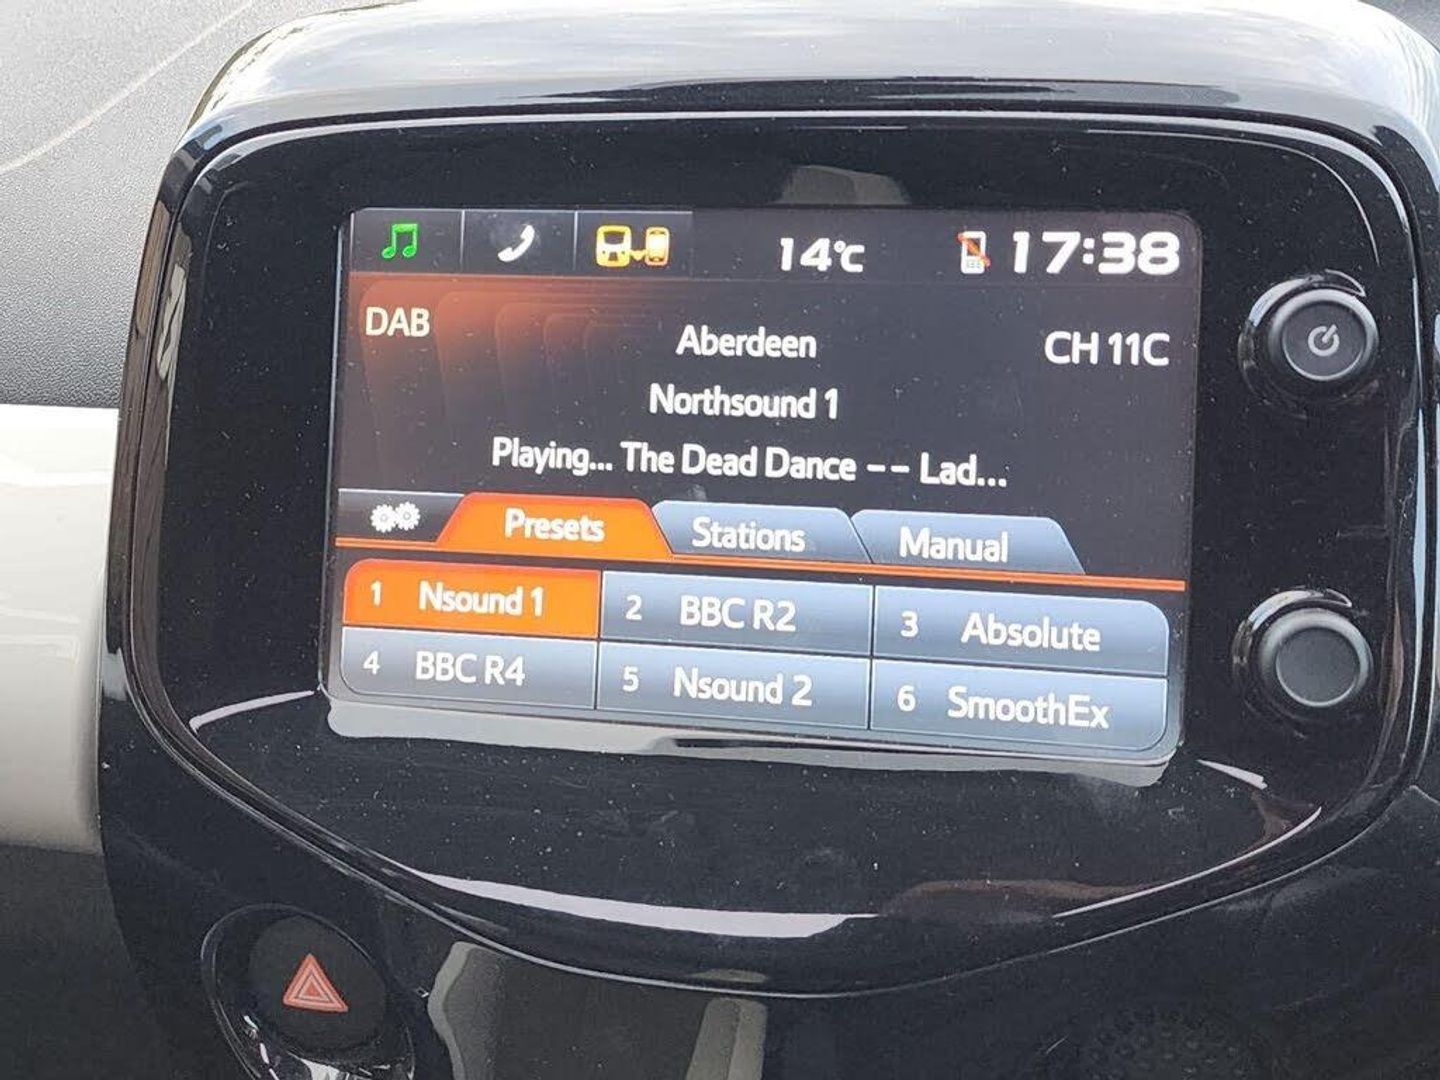 14°C 17:38
DAB
Aberdeen
CH 11C
Northsound 1
Playing... The Dead Dance -- Lad...
Presets Stations Manual
1 Nsound 1 2 BBC R2 3 Absolute
4 BBC R4 5 Nsound 2 6 SmoothEx